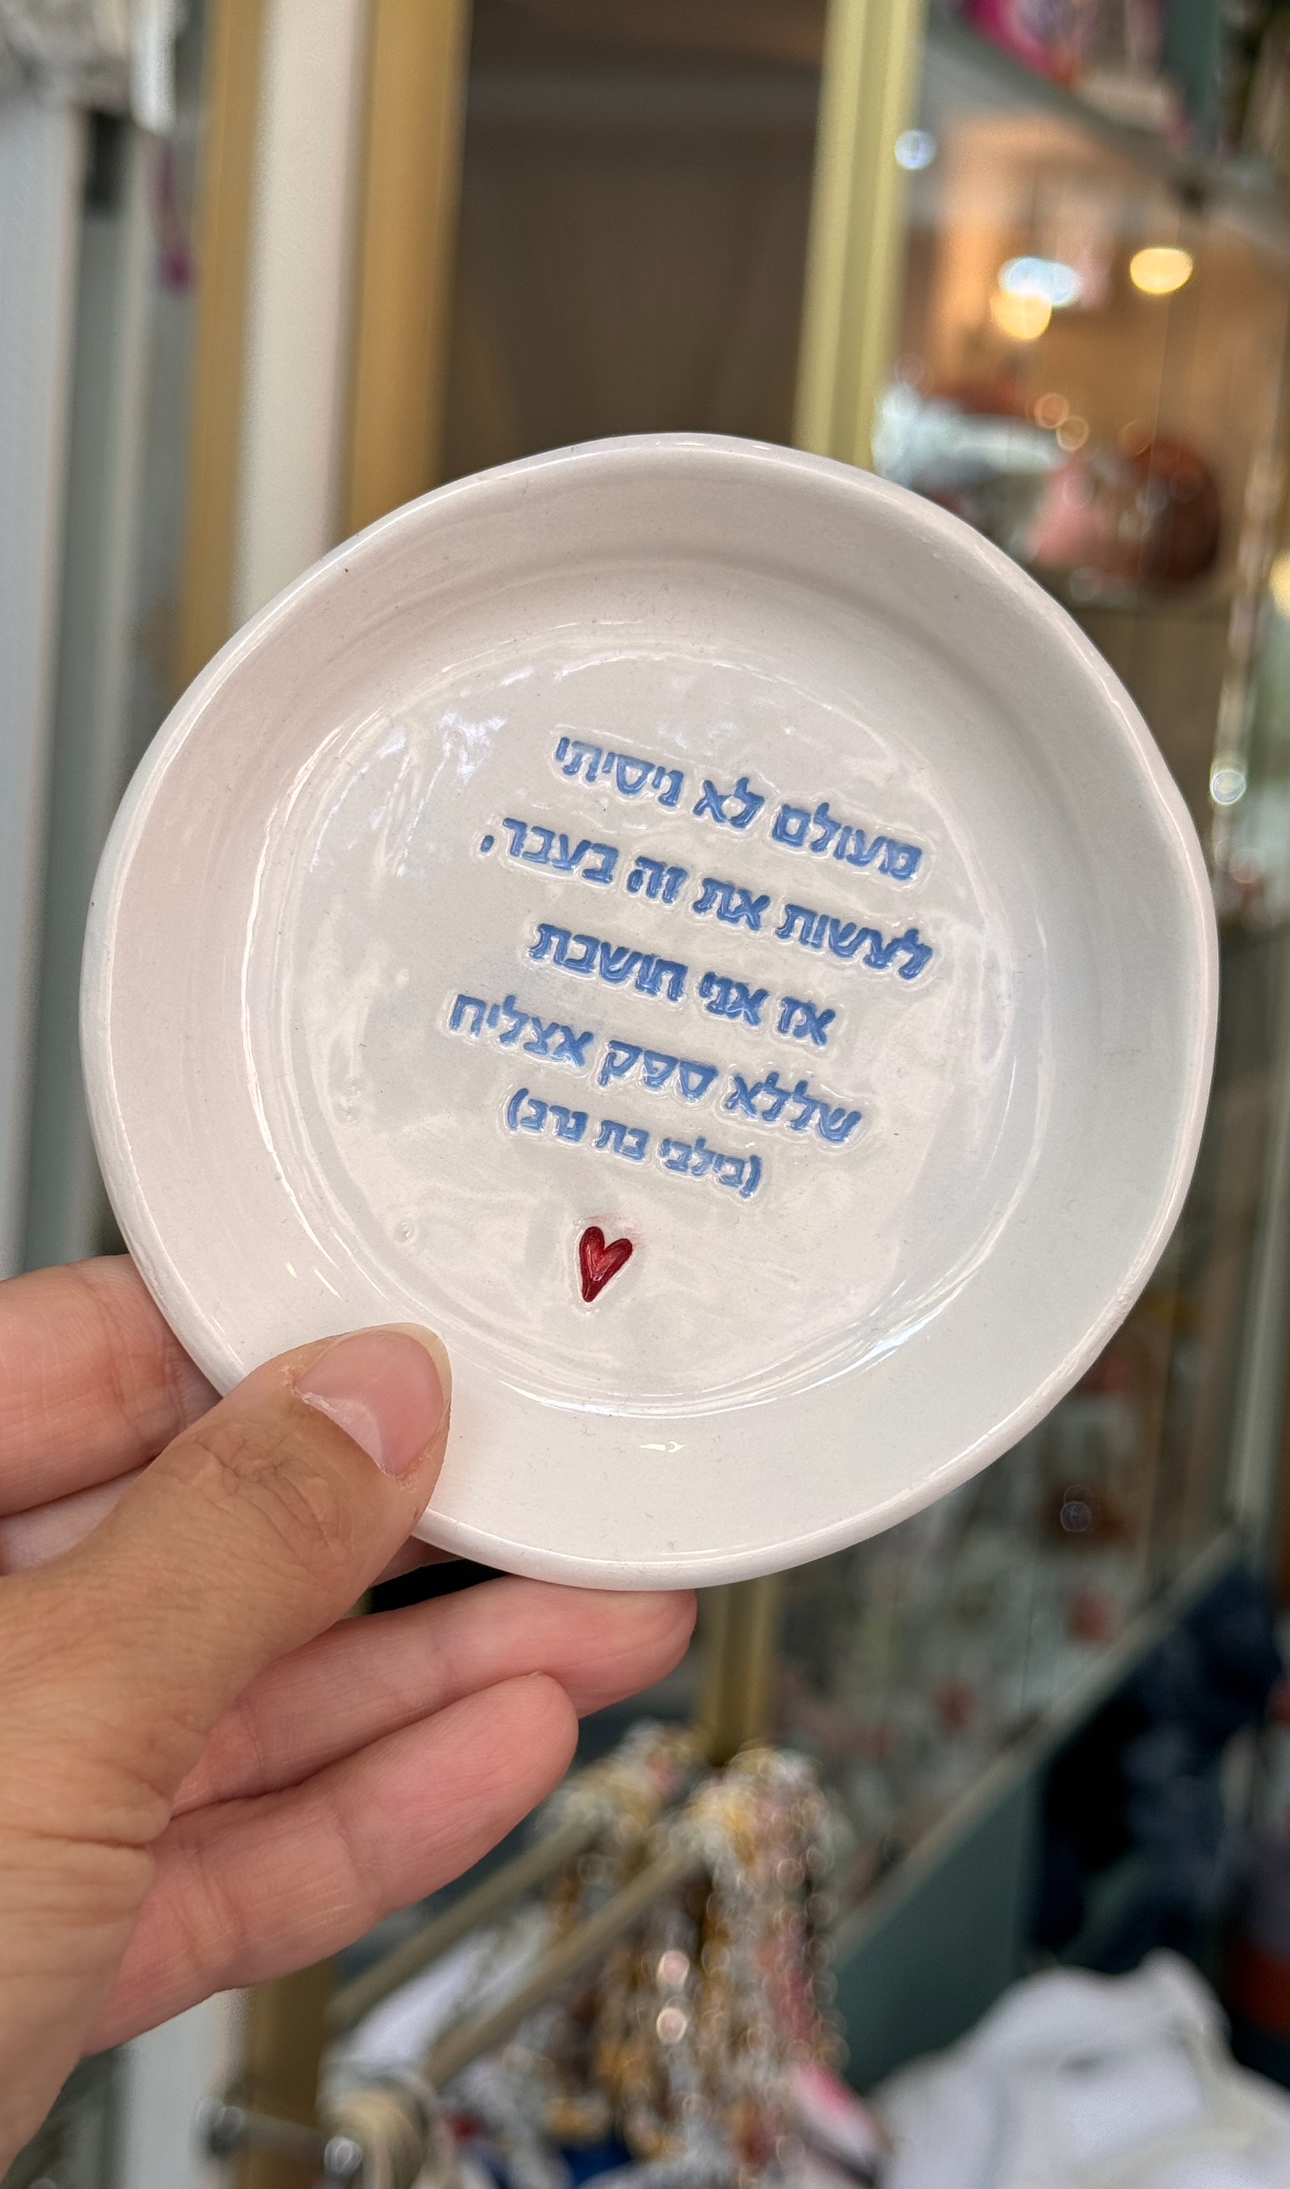 מעולם לא ניסיתי
לעשות את זה בעבר,
אז אני חושבת
שללא ספק אצליח
(בילבי בת גרב)